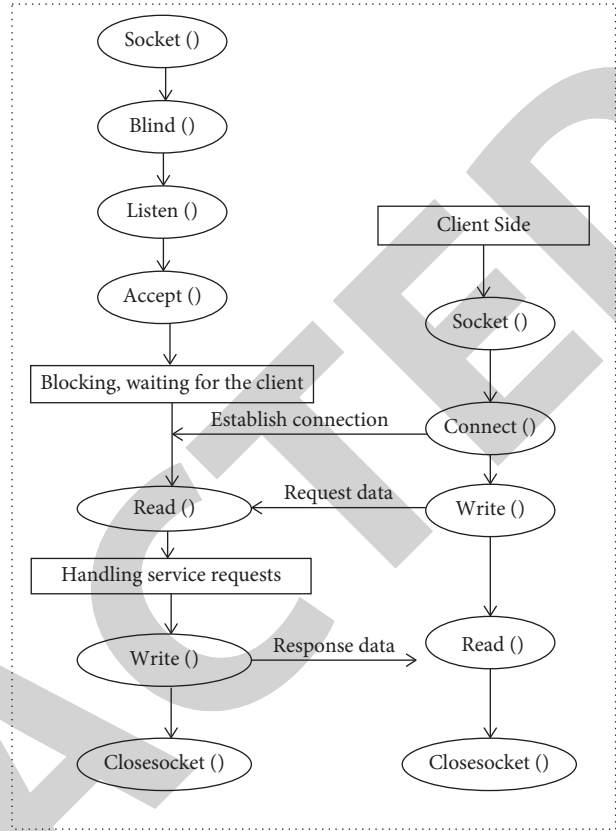 Socket ()
Blind ()
Listen ()
Accept ()
Blocking, waiting for the client
Read ()
Handling service requests
Write ()
Closesocket ()
Client Side
Socket ()
Connect ()
Write ()
Read ()
Closesocket ()
Establish connection
Request data
Response data
ACTED